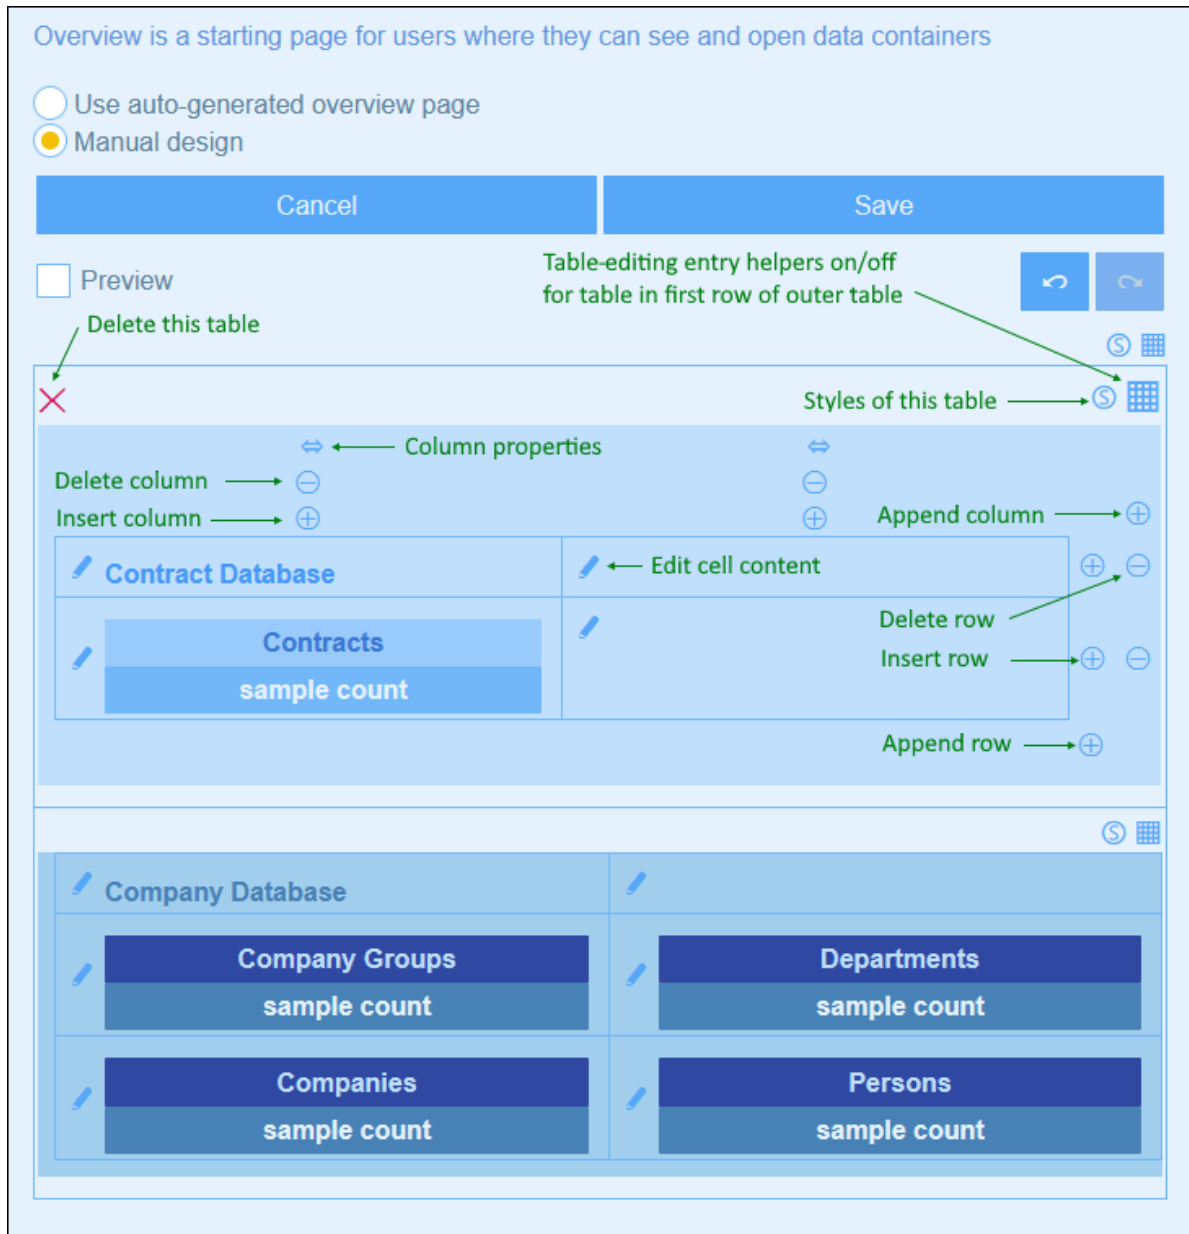 Overview is a starting page for users where they can see and open data containers
Use auto-generated overview page
Manual design
Cancel
Save
Preview
Table-editing entry helpers on/off
for table in first row of outer table
Delete this table
S
Styles of this table
S
Column properties
Delete column
Insert column
Append column
Contract Database
Edit cell content
Delete row
Contracts
sample count
Insert row
Append row
S
Company Database
Company Groups
sample count
Departments
sample count
Companies
sample count
Persons
sample count